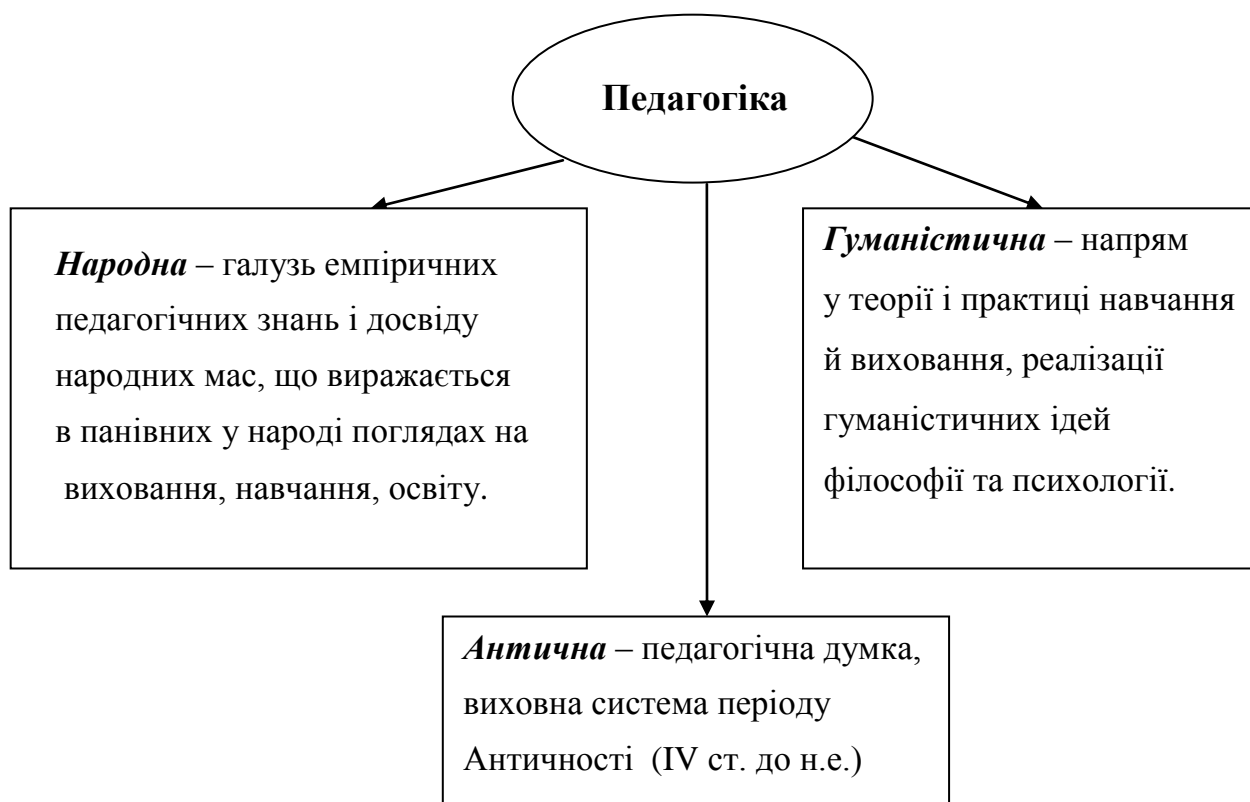 Педагогіка
Народна – галузь емпіричних
педагогічних знань і досвіду
народних мас, що виражається
в панівних у народі поглядах на
виховання, навчання, освіту.
Гуманістична – напрям
у теорії і практиці навчання
й виховання, реалізації
гуманістичних ідей
філософії та психології.
Антична – педагогічна думка,
виховна система періоду
Античності (IV ст. до н.е.)